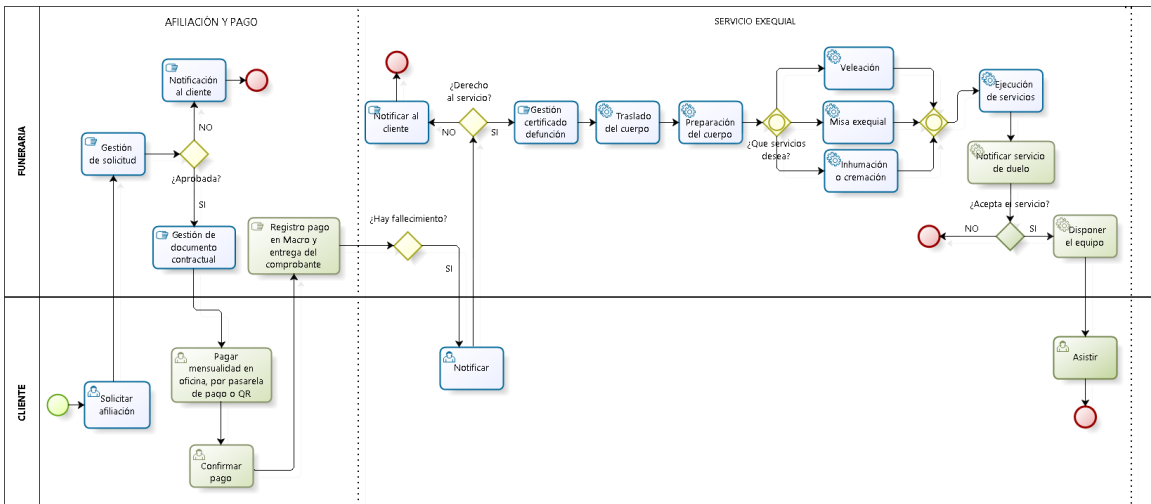 AFILIACIÓN Y PAGO
SERVICIO EXEQUIAL
FUNERARIA
CLIENTE
Notificación
al cliente
NO
Gestión
de solicitud
¿Aprobada?
SI
Gestión de
documento
contractual
Registro pago
en Macro y
entrega del
comprobante
Solicitar
afiliación
Pagar
mensualidad en
oficina, por pasarela
de pago o QR
Confirmar
pago
¿Hay fallecimiento?
SI
Notificar
Notificar al
cliente
NO
¿Derecho
al servicio?
SI
Gestión
certificado
defunción
Traslado
del cuerpo
Preparación
del cuerpo
¿Que servicios
desea?
Veleación
Misa exequial
Inhumación
o cremación
Ejecución
de servicios
Notificar servicio
de duelo
¿Acepta el servicio?
NO
SI
Disponer
el equipo
Asistir